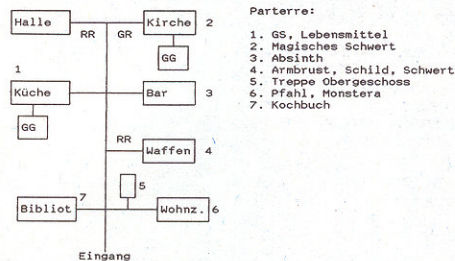 Halle
Kirche 2
RR GR
GG
1
Küche
Bar 3
GG
RR
Waffen 4
5
7
Bibliot
Wohnz. 6
Eingang
Parterre:
1. GS, Lebensmittel
2. Magisches Schwert
3. Absinth
4. Armbrust, Schild, Schwert
5. Treppe Obergeschoss
6. Pfahl, Monstera
7. Kochbuch